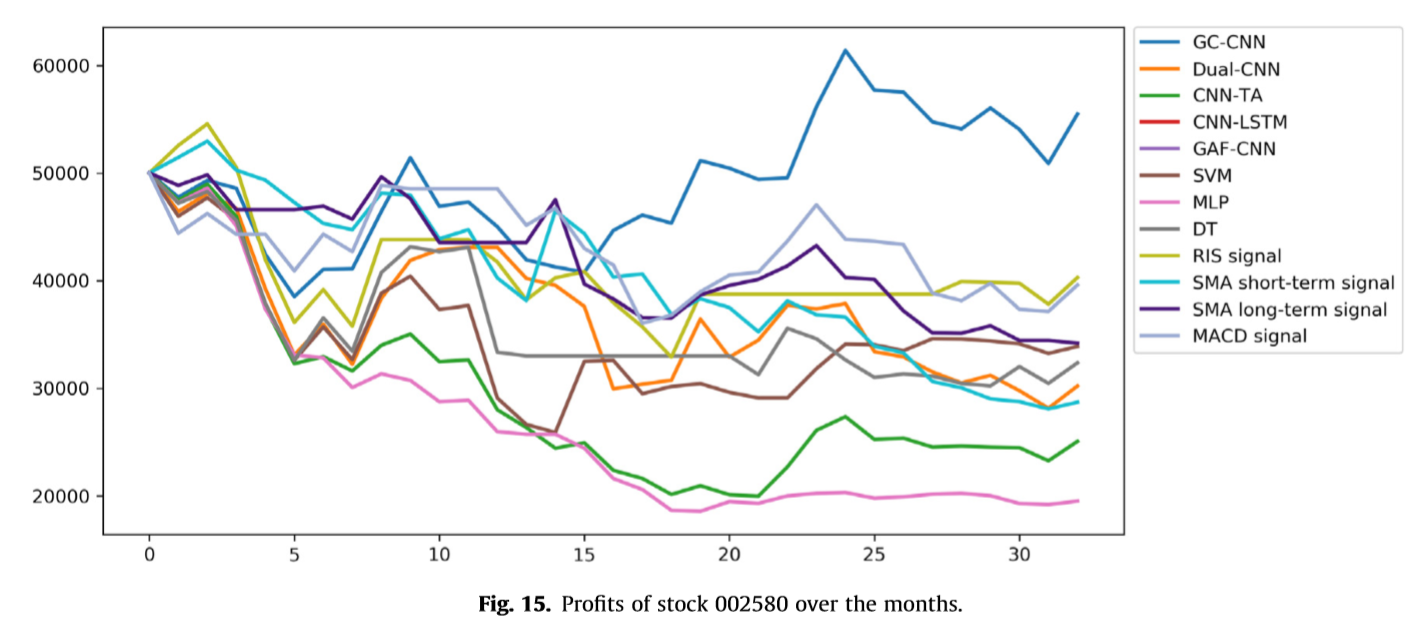 60000
50000
40000
30000
20000
0 5 10 15 20 25 30
GC-CNN
Dual-CNN
CNN-TA
CNN-LSTM
GAF-CNN
SVM
MLP
DT
RIS signal
SMA short-term signal
SMA long-term signal
MACD signal
Fig. 15. Profits of stock 002580 over the months.